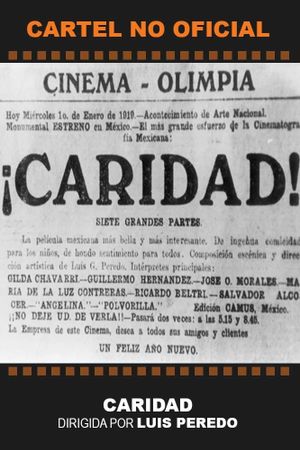 CARTEL NO OFICIAL
CINEMA - OLIMPIA
Hoy Miércoles 1o. de Enero de 1919.—Acontecimiento de Arte Nacional.
Monumental ESTRENO en México.—El más grande esfuerzo de la Cinematogra
fía Mexicana:
¡CARIDAD!
SIETE GRANDES PARTES.
La película mexicana más bella y más interesante. De ingenua comicidad
para los niños, de hondo sentimiento para todos. Composición escénica y direc
ción artística de Luis G. Peredo. Intérpretes principales:
GILDA CHAVARRI.—GUILLERMO HERNANDEZ.—JOSE O. MORALES.—MA
RIA DE LA LUZ CONTRERAS.—RICARDO BELTRI.—SALVADOR ALCO
CER.—"ANGELINA."—"POLVORILLA." Edición CAMUS, México.
¡¡NO DEJE UD. DE VERLA!!—Pasará dos veces: a las 5.15 y 8.45.
La Empresa de este Cinema, desea a todos sus amigos y clientes
UN FELIZ AÑO NUEVO.
CARIDAD
DIRIGIDA POR LUIS PEREDO